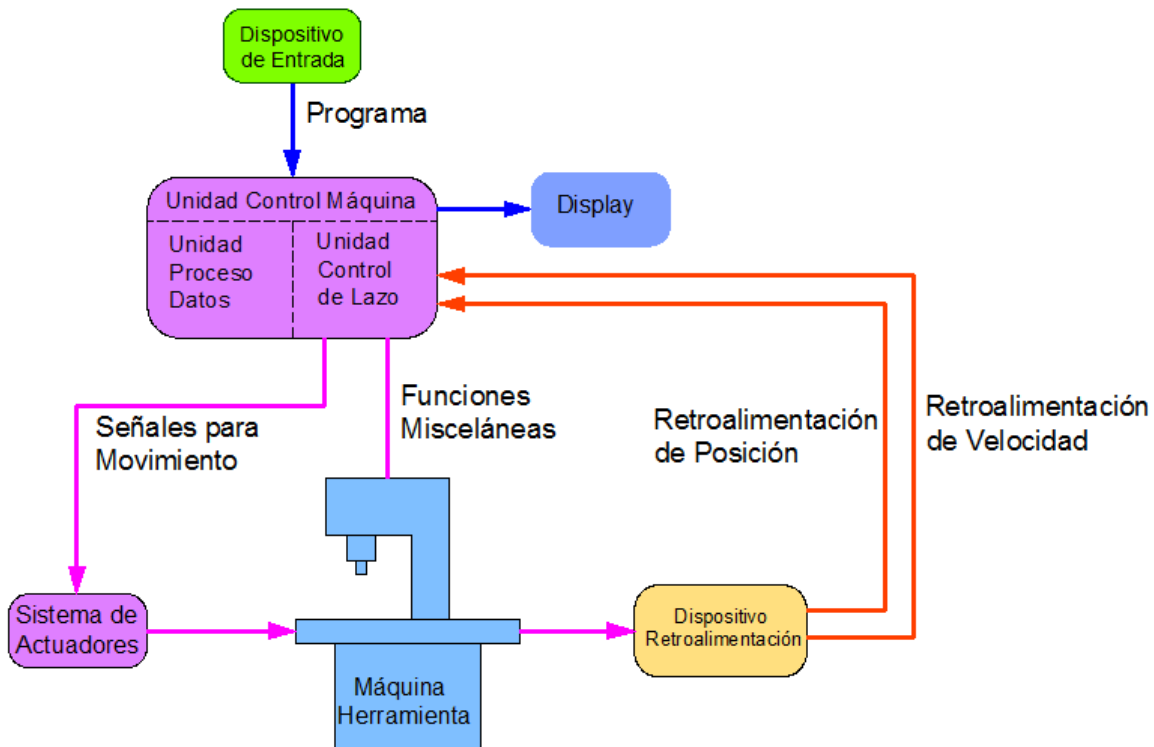 Dispositivo
de Entrada
Programa
Unidad Control Máquina
Unidad
Proceso
Datos
Unidad
Control
de Lazo
Display
Señales para
Movimiento
Funciones
Misceláneas
Retroalimentación
de Posición
Retroalimentación
de Velocidad
Sistema de
Actuadores
Máquina
Herramienta
Dispositivo
Retroalimentación